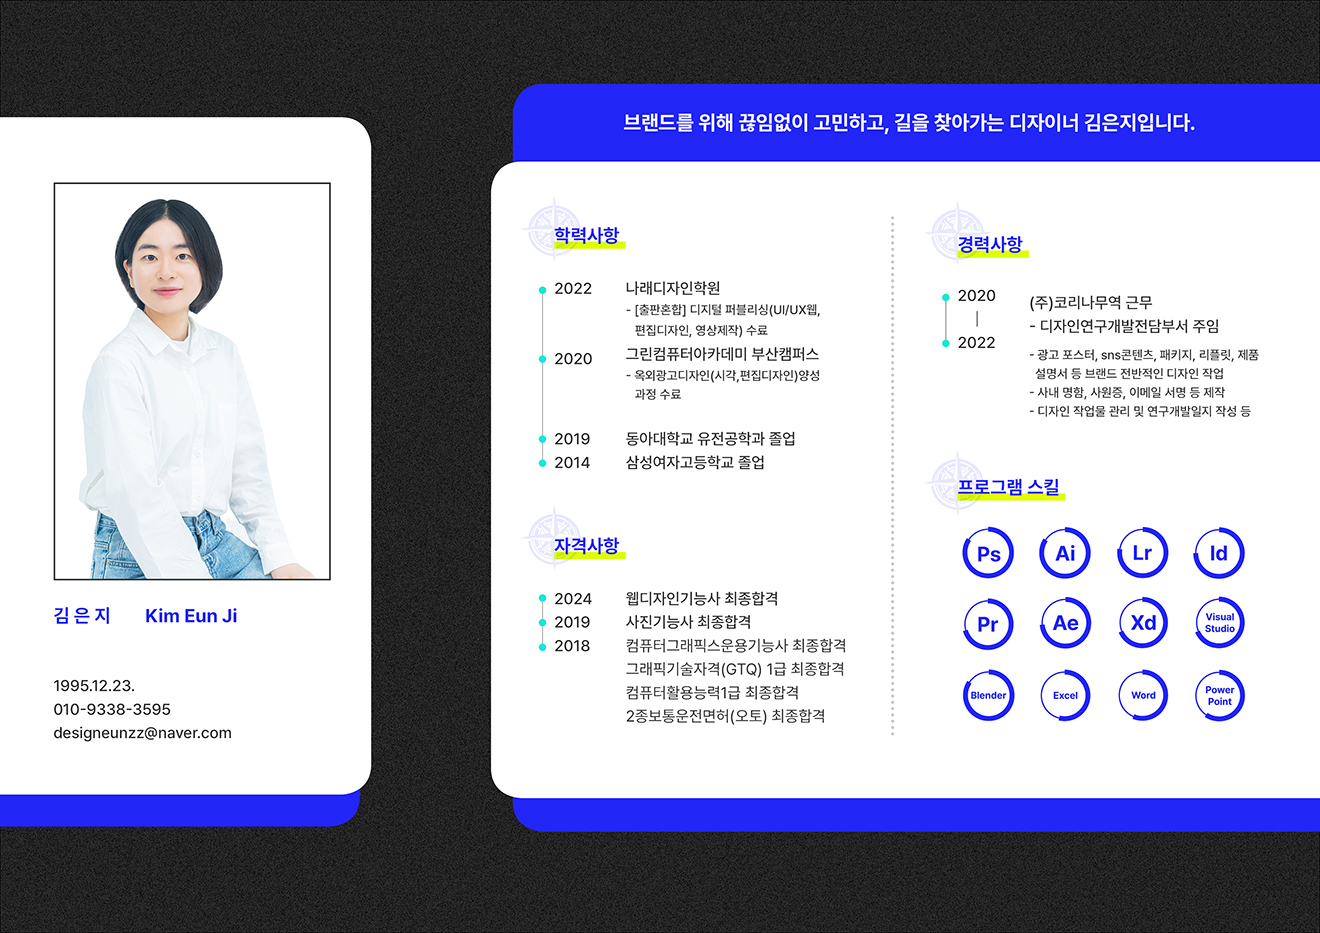 브랜드를 위해 끊임없이 고민하고, 길을 찾아가는 디자이너 김은지입니다.
김은지 Kim Eun Ji
1995.12.23.
010-9338-3595
designeunzz@naver.com
학력사항
2022 나래디자인학원
- [출판혼합] 디지털 퍼블리싱(UI/UX웹,
편집디자인, 영상제작) 수료
2020 그린컴퓨터아카데미 부산캠퍼스
- 옥외광고디자인(시각,편집디자인)양성
과정 수료
2019 동아대학교 유전공학과 졸업
2014 삼성여자고등학교 졸업
자격사항
2024 웹디자인기능사 최종합격
2019 사진기능사 최종합격
2018 컴퓨터그래픽스운용기능사 최종합격
그래픽기술자격(GTQ) 1급 최종합격
컴퓨터활용능력1급 최종합격
2종보통운전면허(오토) 최종합격
경력사항
2020
|
2022
(주)코리나무역 근무
- 디자인연구개발전담부서 주임
- 광고 포스터, sns콘텐츠, 패키지, 리플릿, 제품
설명서 등 브랜드 전반적인 디자인 작업
- 사내 명함, 사원증, 이메일 서명 등 제작
- 디자인 작업물 관리 및 연구개발일지 작성 등
프로그램 스킬
Ps Ai Lr Id
Pr Ae Xd Visual
Studio
Blender Excel Word Power
Point